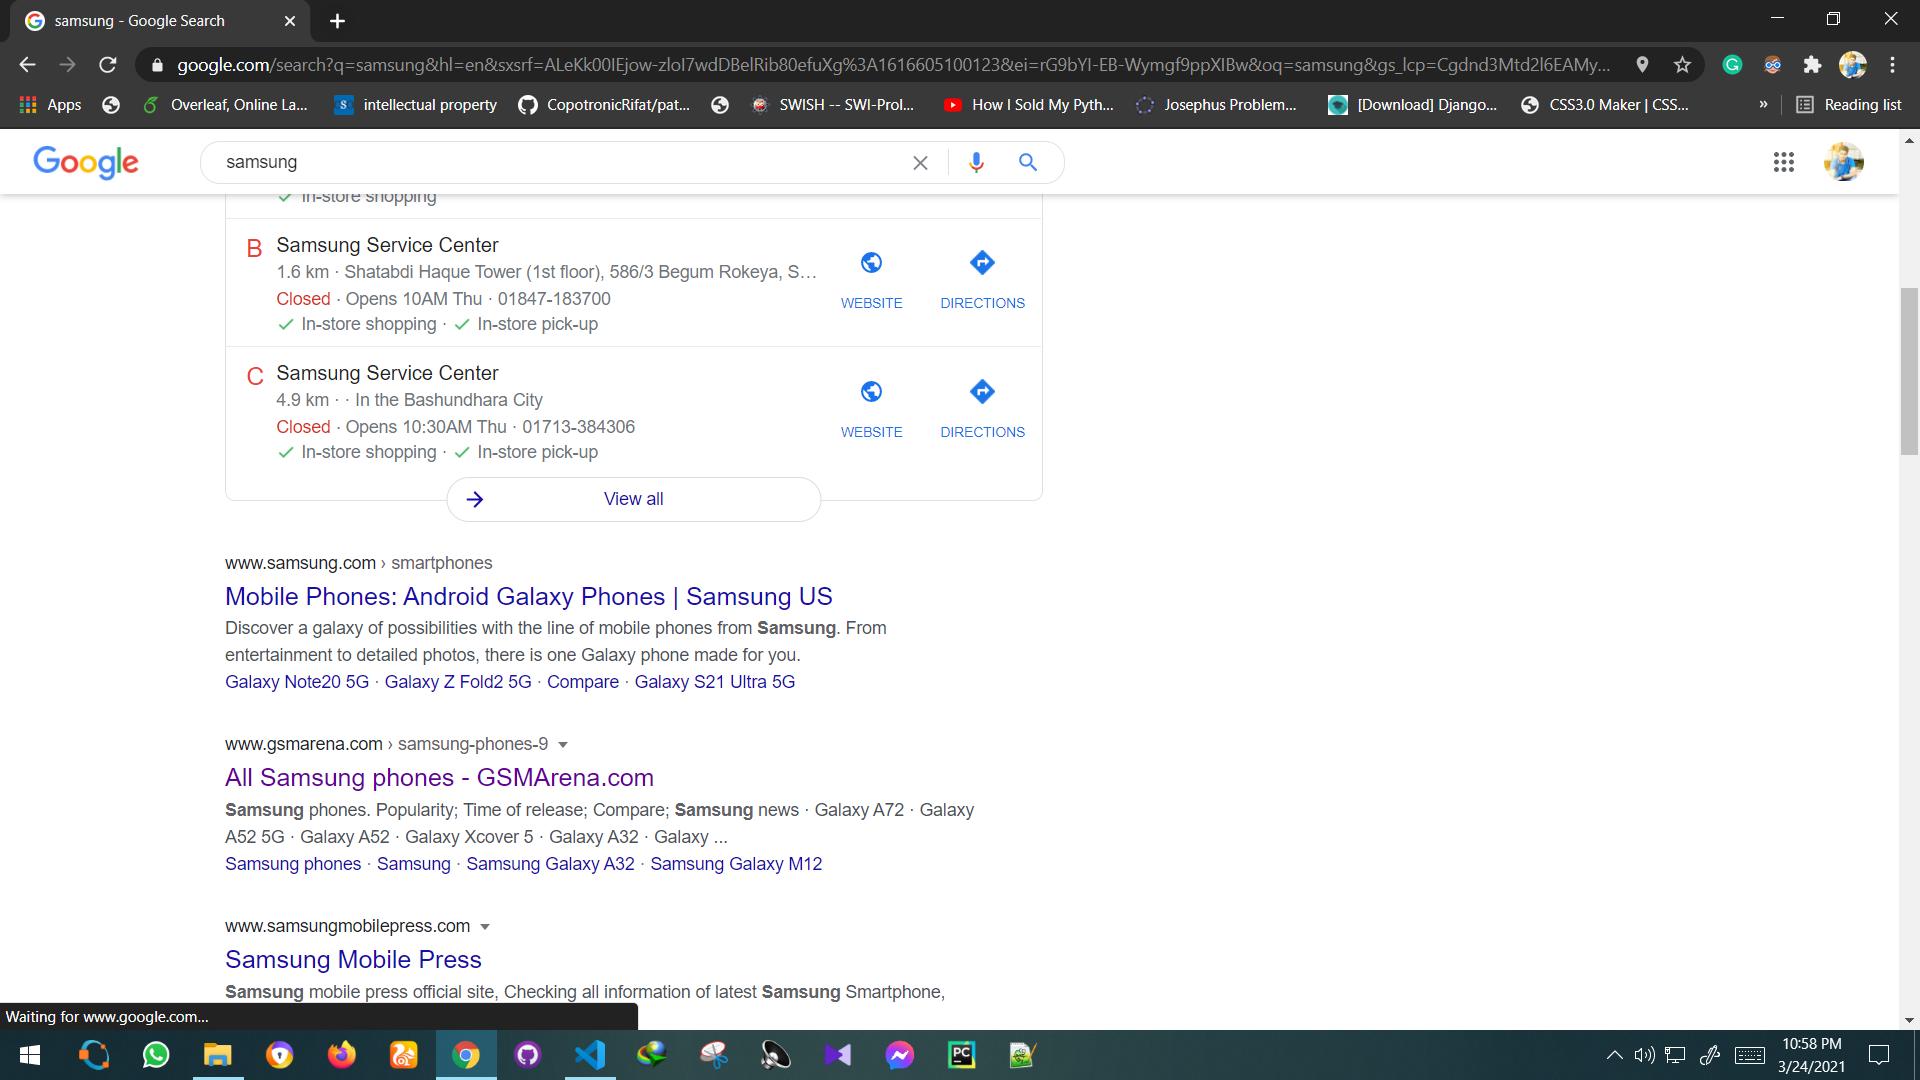 samsung - Google Search
google.com/search?q=samsung&hl=en&sxsrf=ALeKk00IEjow-zloI7wdDBelRib80efuXg%3A1616605100123&ei=rG9bYI-EB-Wymgf9ppXIBw&oq=samsung&gs_lcp=Cgdnd3Mtd2l6EAMy...
Apps Overleaf, Online La... intellectual property CopotronicRifat/pat... SWISH -- SWI-Prol... How I Sold My Pyth... Josephus Problem... [Download] Django... CSS3.0 Maker | CSS... » Reading list
Google samsung
In-store shopping
B Samsung Service Center
1.6 km · Shatabdi Haque Tower (1st floor), 586/3 Begum Rokeya, S...
Closed · Opens 10AM Thu · 01847-183700
In-store shopping · In-store pick-up
WEBSITE DIRECTIONS
C Samsung Service Center
4.9 km · · In the Bashundhara City
Closed · Opens 10:30AM Thu · 01713-384306
In-store shopping · In-store pick-up
WEBSITE DIRECTIONS
View all
www.samsung.com › smartphones
Mobile Phones: Android Galaxy Phones | Samsung US
Discover a galaxy of possibilities with the line of mobile phones from Samsung. From
entertainment to detailed photos, there is one Galaxy phone made for you.
Galaxy Note20 5G · Galaxy Z Fold2 5G · Compare · Galaxy S21 Ultra 5G
www.gsmarena.com › samsung-phones-9
All Samsung phones - GSMArena.com
Samsung phones. Popularity; Time of release; Compare; Samsung news · Galaxy A72 · Galaxy
A52 5G · Galaxy A52 · Galaxy Xcover 5 · Galaxy A32 · Galaxy ...
Samsung phones · Samsung · Samsung Galaxy A32 · Samsung Galaxy M12
www.samsungmobilepress.com
Samsung Mobile Press
Samsung mobile press official site, Checking all information of latest Samsung Smartphone,
Waiting for www.google.com...
PC
10:58 PM
3/24/2021